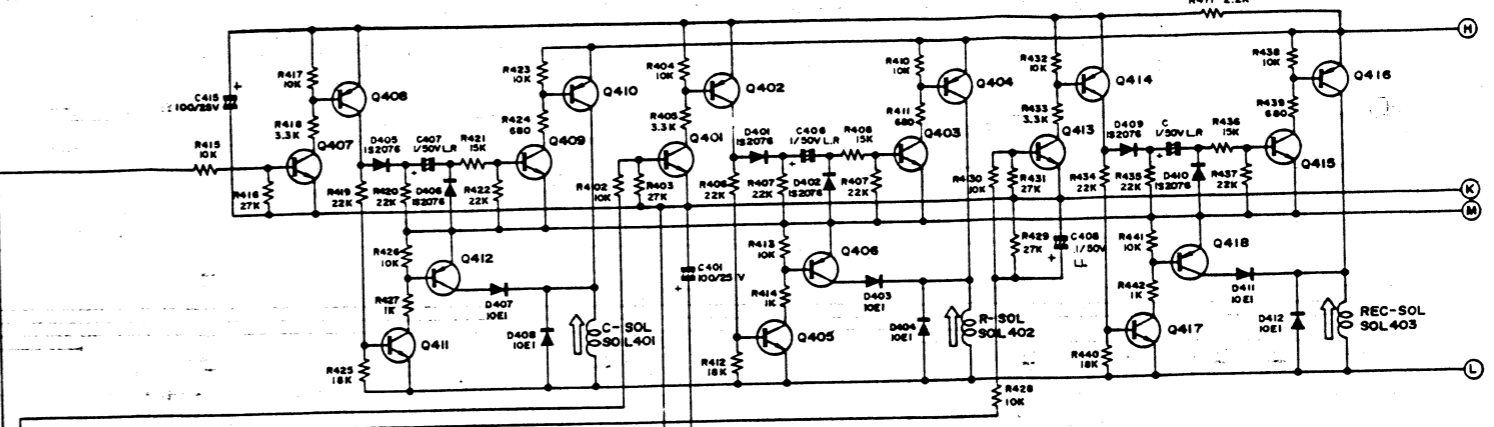 R471 2.2K
H
R417
10K
Q408
C415
100/25V
+
R418
3.3K
Q407
R415
10K
R416
27K
R419
22K
D405
1S2076
R420
22K
C407
1/50V L.R
+
D406
1S2076
R421
15K
R422
22K
R423
10K
Q410
R424
680
Q409
R426
10K
Q412
R427
1K
D407
10E1
Q411
R425
18K
D408
10E1
C-SOL
SOL401
R404
10K
Q402
R405
3.3K
Q401
R402
10K
R403
27K
C401
100/25V
+
R406
22K
D401
1S2076
R407
22K
C406
1/50V L.R
+
D402
1S2076
R408
15K
R407
22K
R410
10K
Q404
R411
680
Q403
R413
10K
Q406
R414
1K
D403
10E1
Q405
R412
18K
D404
10E1
R-SOL
SOL402
R432
10K
Q414
R433
3.3K
Q413
R430
10K
R431
27K
R429
27K
C408
.1/50V
LL
+
R428
10K
R434
22K
D409
1S2076
R435
22K
C
1/50V L.R
+
D410
1S2076
R436
15K
R437
22K
R438
10K
Q416
R439
680
Q415
K
M
R441
10K
Q418
R442
1K
D411
10E1
Q417
R440
18K
D412
10E1
REC-SOL
SOL403
L